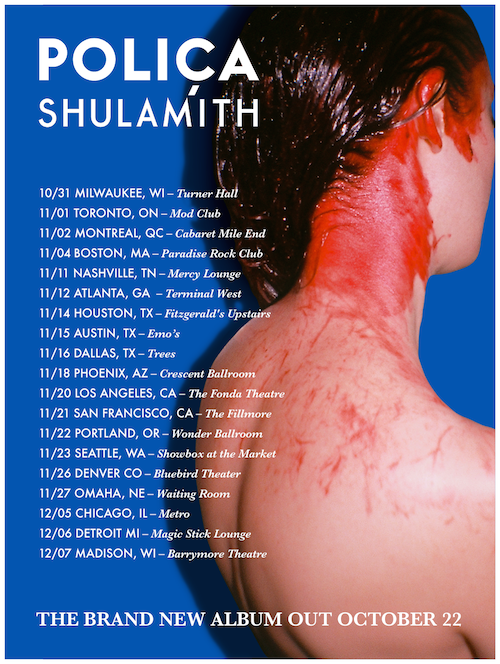 POLIÇA
SHULAMITH
10/31 MILWAUKEE, WI – Turner Hall
11/01 TORONTO, ON – Mod Club
11/02 MONTREAL, QC – Cabaret Mile End
11/04 BOSTON, MA – Paradise Rock Club
11/11 NASHVILLE, TN – Mercy Lounge
11/12 ATLANTA, GA – Terminal West
11/14 HOUSTON, TX – Fitzgerald's Upstairs
11/15 AUSTIN, TX – Emo's
11/16 DALLAS, TX – Trees
11/18 PHOENIX, AZ – Crescent Ballroom
11/20 LOS ANGELES, CA – The Fonda Theatre
11/21 SAN FRANCISCO, CA – The Fillmore
11/22 PORTLAND, OR – Wonder Ballroom
11/23 SEATTLE, WA – Showbox at the Market
11/26 DENVER CO – Bluebird Theater
11/27 OMAHA, NE – Waiting Room
12/05 CHICAGO, IL – Metro
12/06 DETROIT MI – Magic Stick Lounge
12/07 MADISON, WI – Barrymore Theatre
THE BRAND NEW ALBUM OUT OCTOBER 22